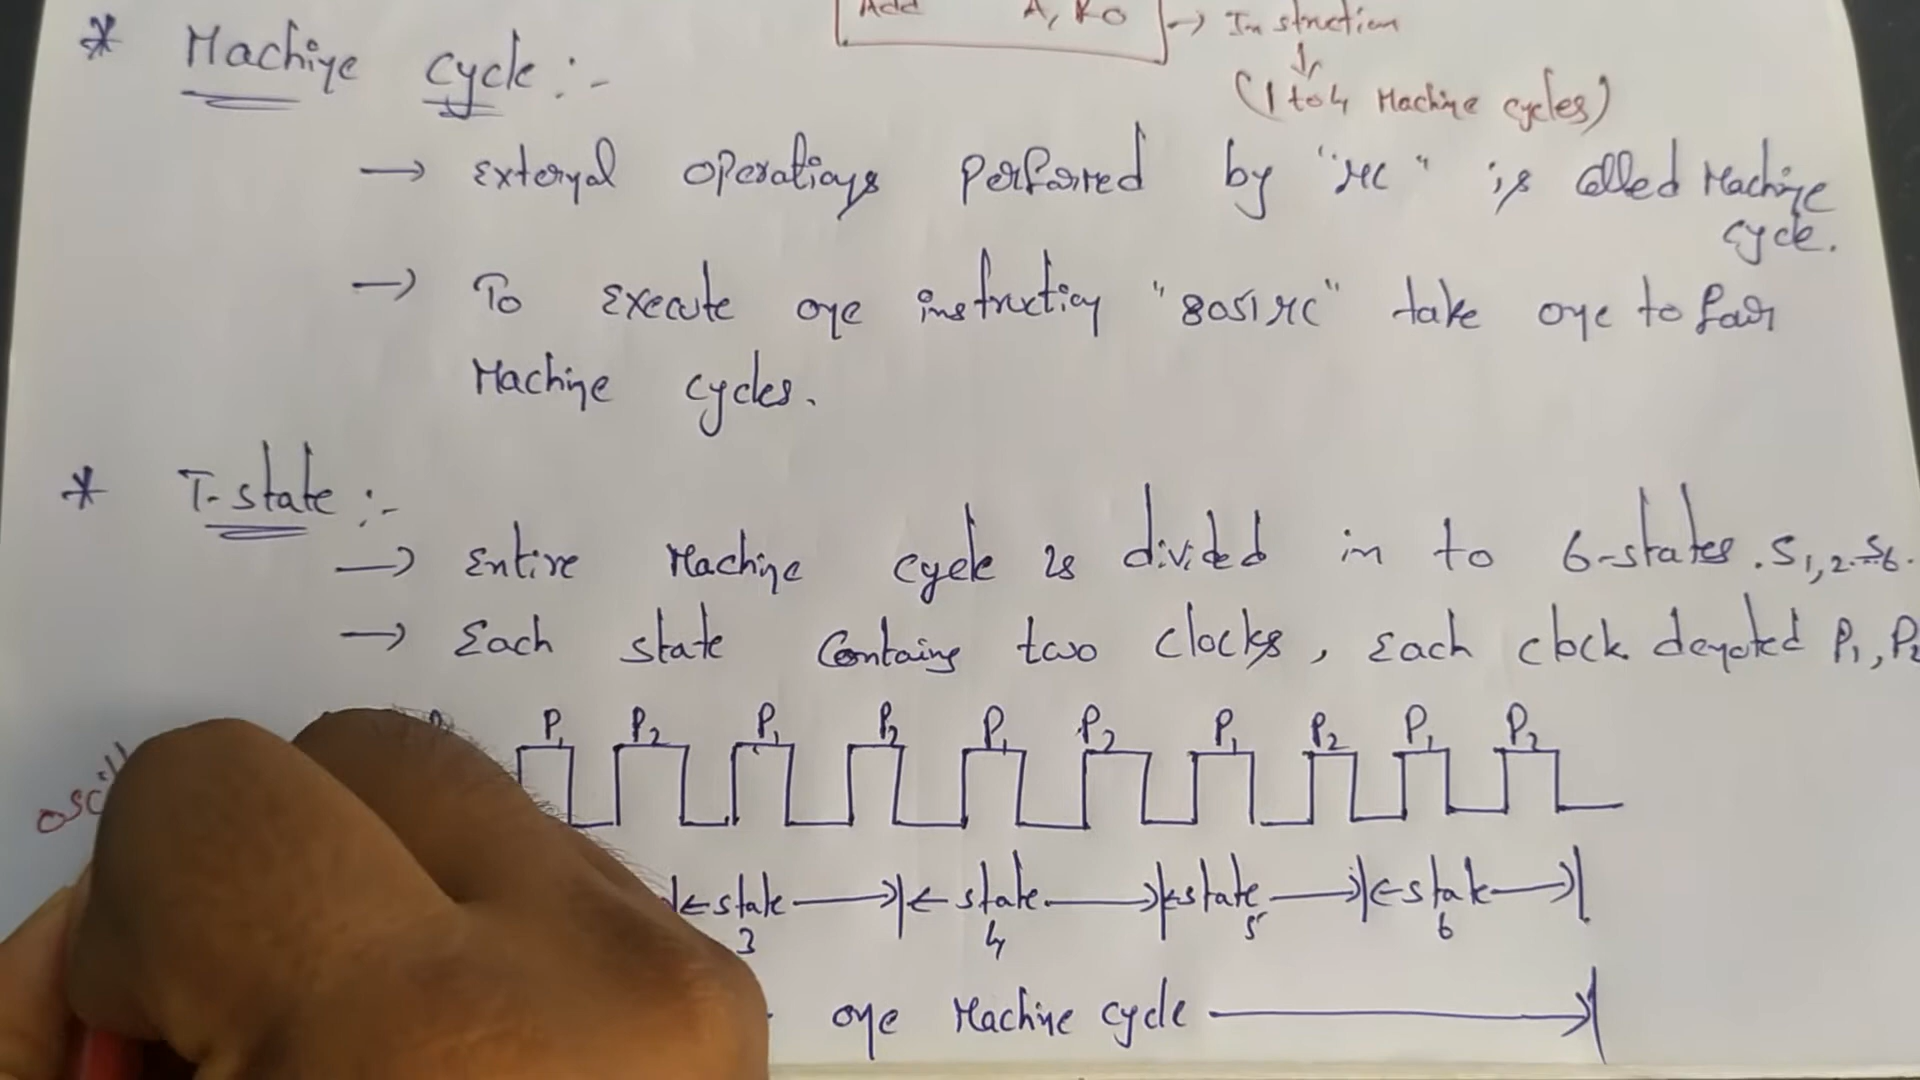 Add A, R0 → Instruction
(1 to 4 Machine cycles)
* Machine cycle :-
→ External operations performed by "μc" is called Machine
cycle.
→ To Execute one instruction "8051 μc" take one to four
Machine cycles.
* T-state :-
→ Entire Machine cycle is divided in to 6-states. S1,2..S6.
→ Each state Contains two clocks, Each clock denoted P1, P2
P1 P2 P1 P2 P1 P2 P1 P2 P1 P2
state 3 state 4 state 5 state 6
one Machine cycle